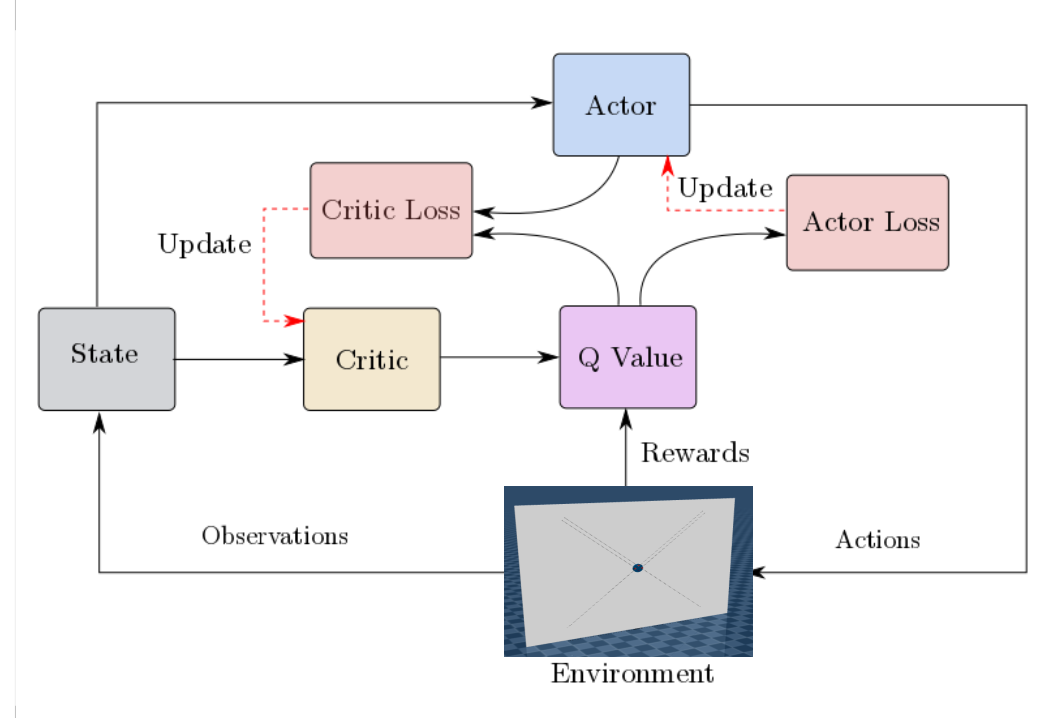 Actor
Update
Critic Loss
Actor Loss
Update
State
Critic
Q Value
Rewards
Observations
Actions
Environment